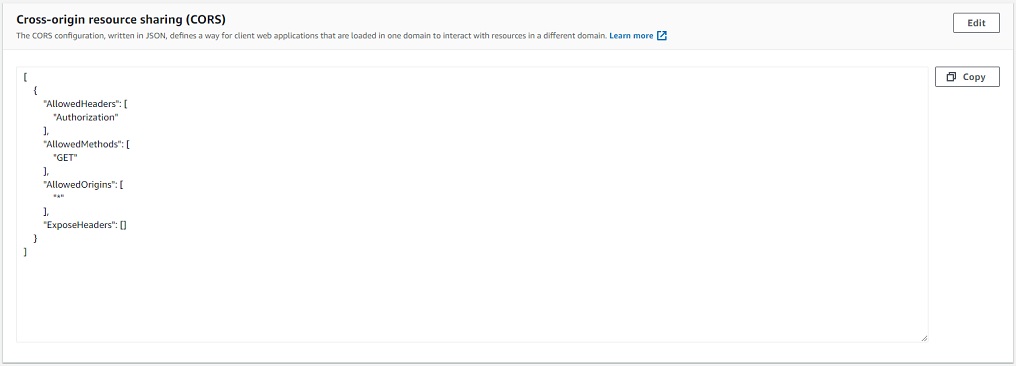 Cross-origin resource sharing (CORS)
Edit
The CORS configuration, written in JSON, defines a way for client web applications that are loaded in one domain to interact with resources in a different domain. Learn more
Copy
[
{
"AllowedHeaders": [
"Authorization"
],
"AllowedMethods": [
"GET"
],
"AllowedOrigins": [
"*"
],
"ExposeHeaders": []
}
]